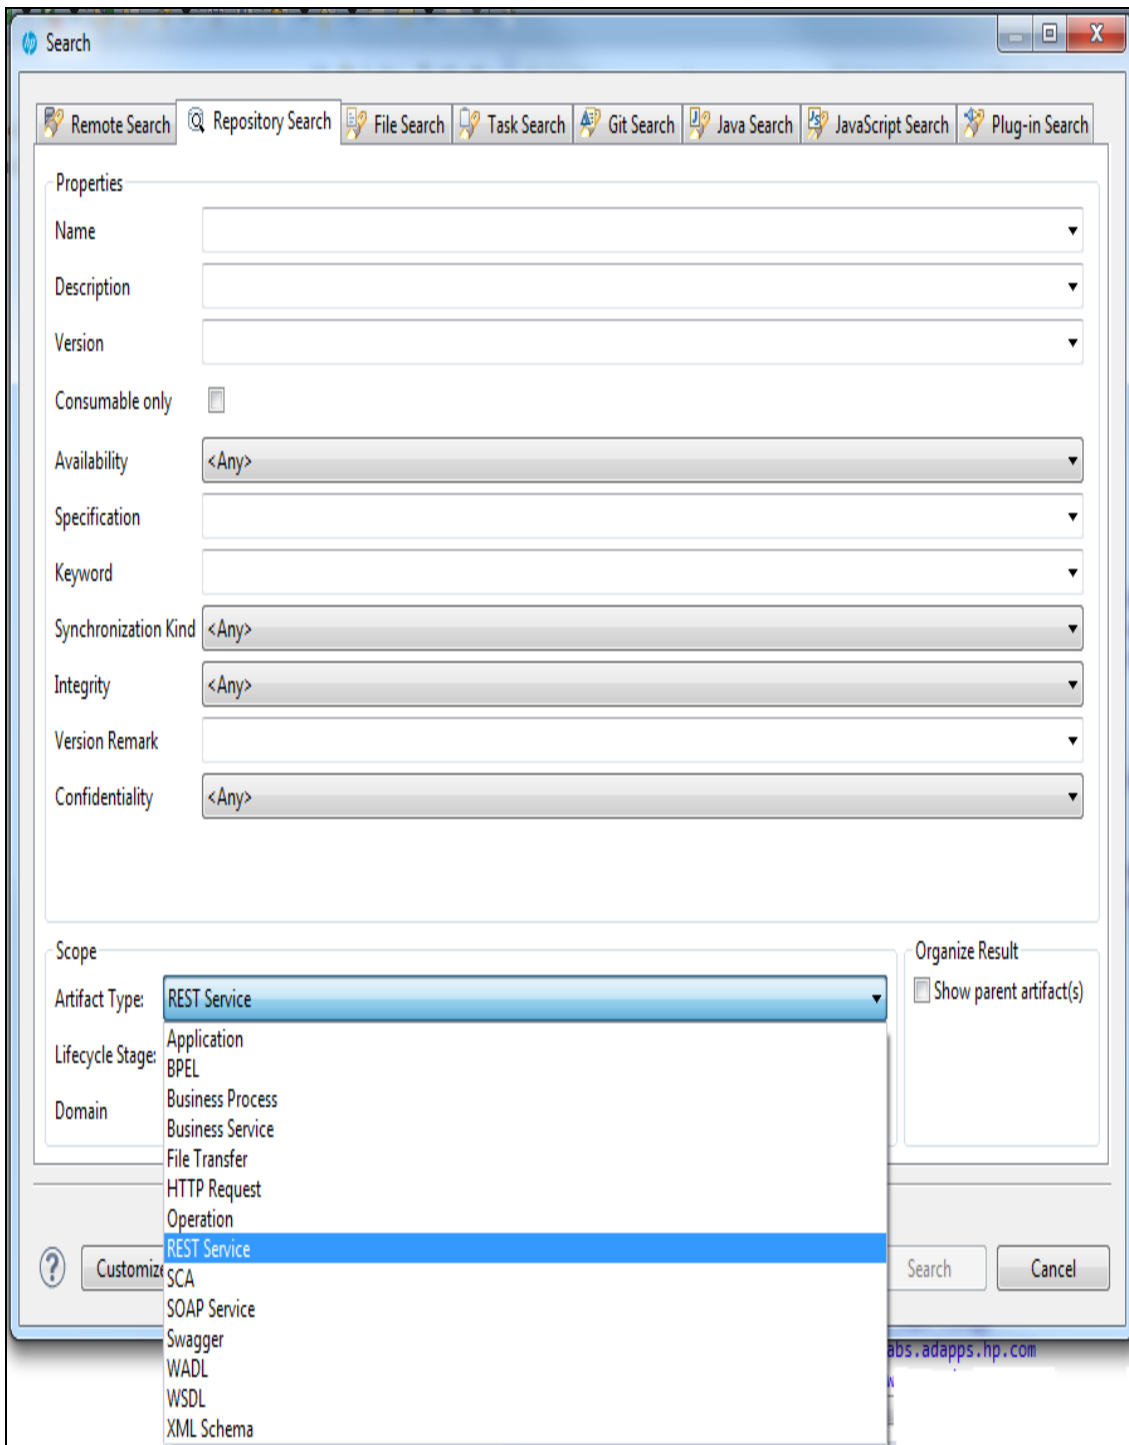 hp Search
Remote Search Repository Search File Search Task Search Git Search Java Search JavaScript Search Plug-in Search
Properties
Name
Description
Version
Consumable only
Availability <Any>
Specification
Keyword
Synchronization Kind <Any>
Integrity <Any>
Version Remark
Confidentiality <Any>
Scope
Organize Result
Artifact Type: REST Service
Show parent artifact(s)
Application
Lifecycle Stage:
BPEL
Business Process
Domain
Business Service
File Transfer
HTTP Request
Operation
REST Service
? Customize Search Cancel
SCA
SOAP Service
Swagger
abs.adapps.hp.com
WADL
WSDL
XML Schema